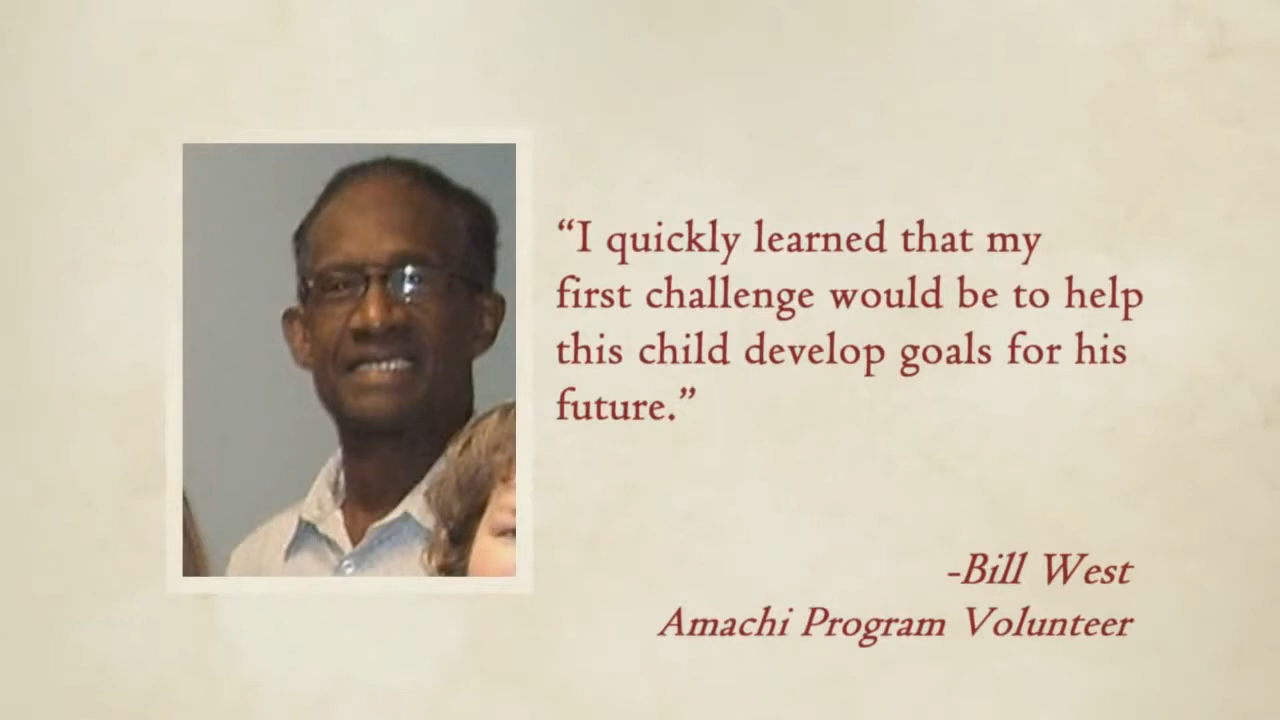 “I quickly learned that my
first challenge would be to help
this child develop goals for his
future.”
-Bill West
Amachi Program Volunteer